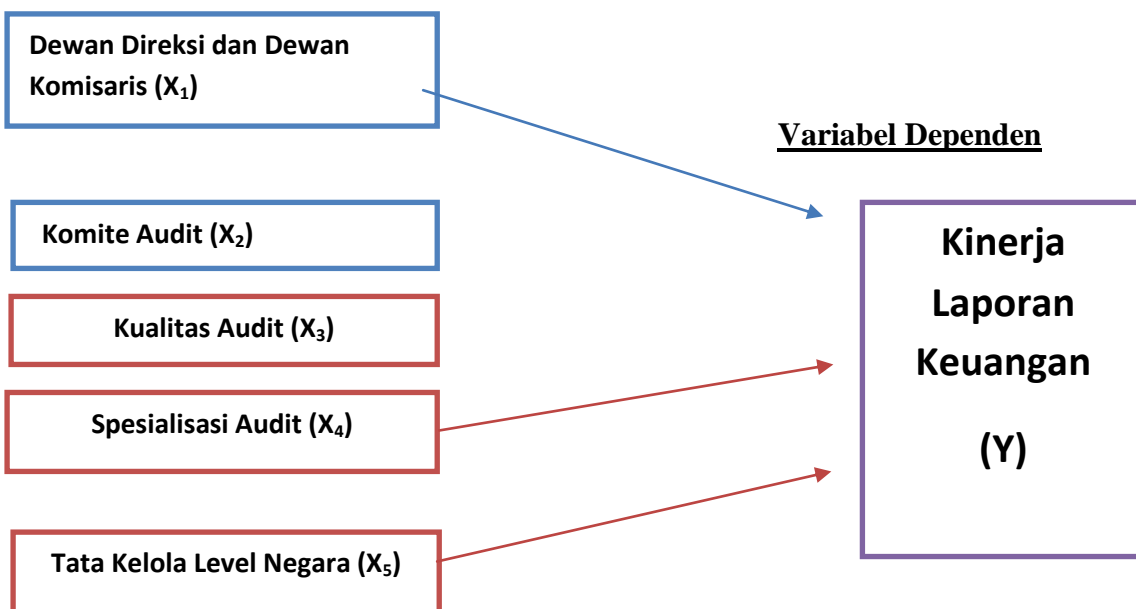 Dewan Direksi dan Dewan
Komisaris (X₁)
Variabel Dependen
Komite Audit (X₂)
Kualitas Audit (X₃)
Spesialisasi Audit (X₄)
Tata Kelola Level Negara (X₅)
Kinerja
Laporan
Keuangan
(Y)